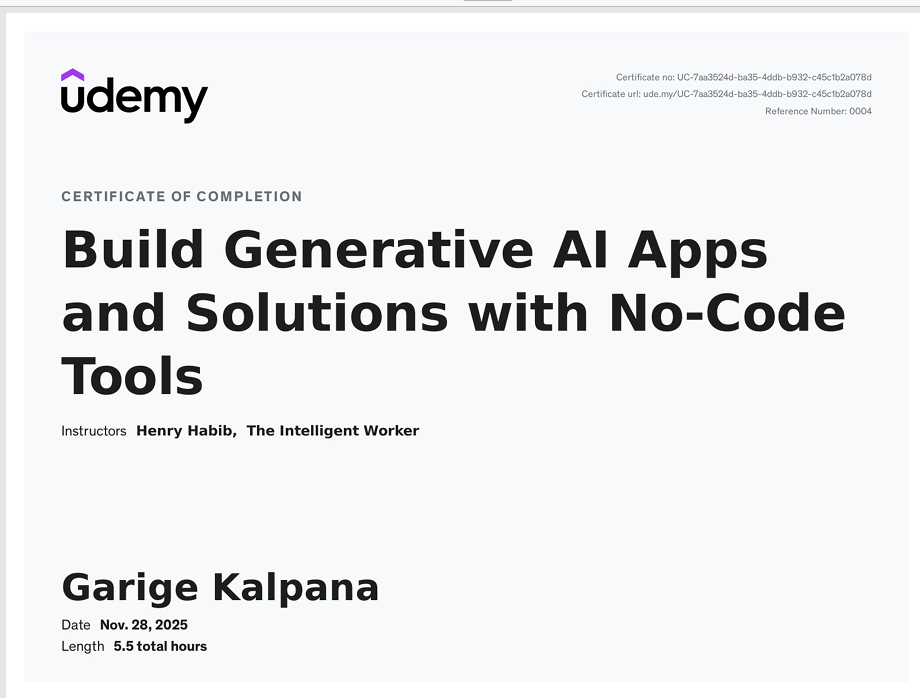 udemy
Certificate no: UC-7aa3524d-ba35-4ddb-b932-c45c1b2a078d
Certificate url: ude.my/UC-7aa3524d-ba35-4ddb-b932-c45c1b2a078d
Reference Number: 0004
CERTIFICATE OF COMPLETION
Build Generative AI Apps
and Solutions with No-Code
Tools
Instructors Henry Habib, The Intelligent Worker
Garige Kalpana
Date Nov. 28, 2025
Length 5.5 total hours